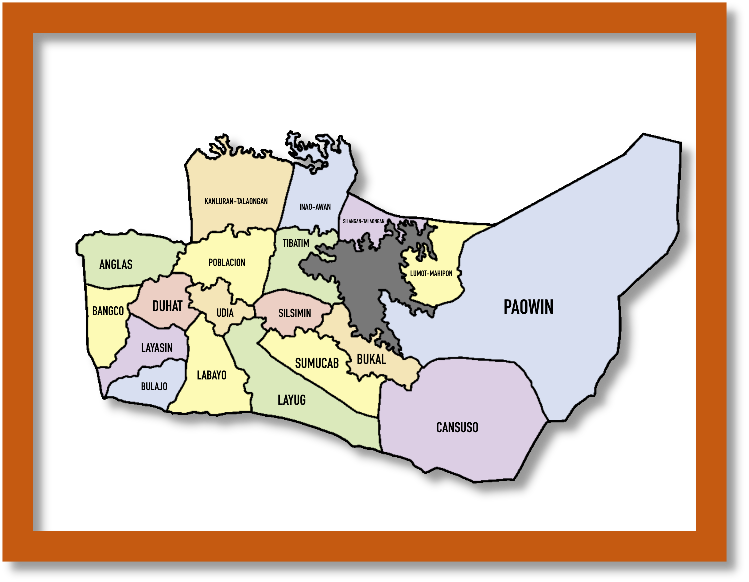 KANLURAN-TALAONGAN
INAO-AWAN
SILANGAN-TALAONGAN
TIBATIM
POBLACION
ANGLAS
LUMOT-MAHIPON
PAOWIN
BANGCO
DUHAT
UDIA
SILSIMIN
LAYASIN
BUKAL
SUMUCAB
LABAYO
BULAJO
LAYUG
CANSUSO